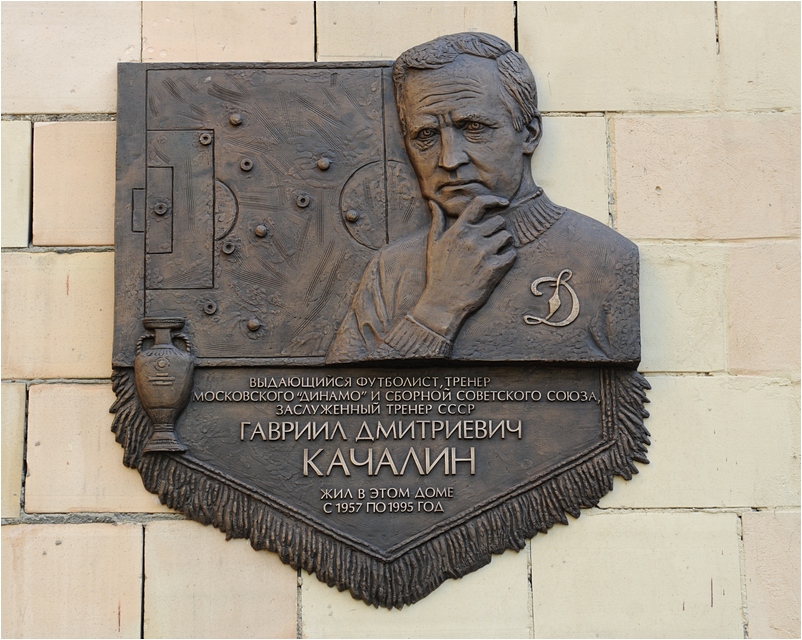 Д
ВЫДАЮЩИЙСЯ ФУТБОЛИСТ, ТРЕНЕР
МОСКОВСКОГО "ДИНАМО" И СБОРНОЙ СОВЕТСКОГО СОЮЗА,
ЗАСЛУЖЕННЫЙ ТРЕНЕР СССР
ГАВРИИЛ ДМИТРИЕВИЧ
КАЧАЛИН
ЖИЛ В ЭТОМ ДОМЕ
С 1957 ПО 1995 ГОД